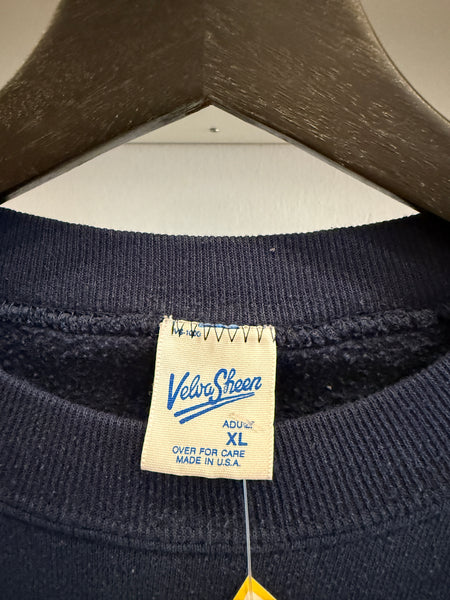 Velva Sheen
ADULT
XL
OVER FOR CARE
MADE IN U.S.A.